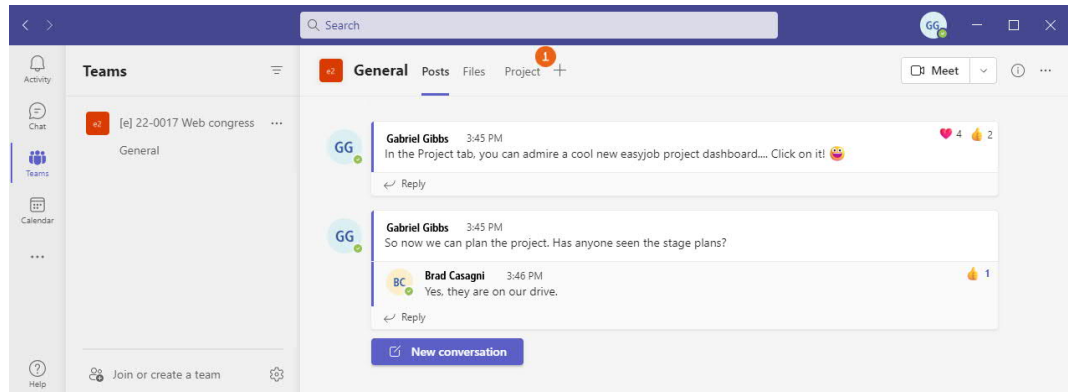 Search
GG
Activity
Chat
Teams
Calendar
Help
Teams
e2 [e] 22-0017 Web congress
General
Join or create a team
e2 General Posts Files Project 1
Meet
GG
Gabriel Gibbs 3:45 PM
4 2
In the Project tab, you can admire a cool new easyjob project dashboard.... Click on it!
Reply
GG
Gabriel Gibbs 3:45 PM
So now we can plan the project. Has anyone seen the stage plans?
BC
Brad Casagni 3:46 PM
1
Yes, they are on our drive.
Reply
New conversation